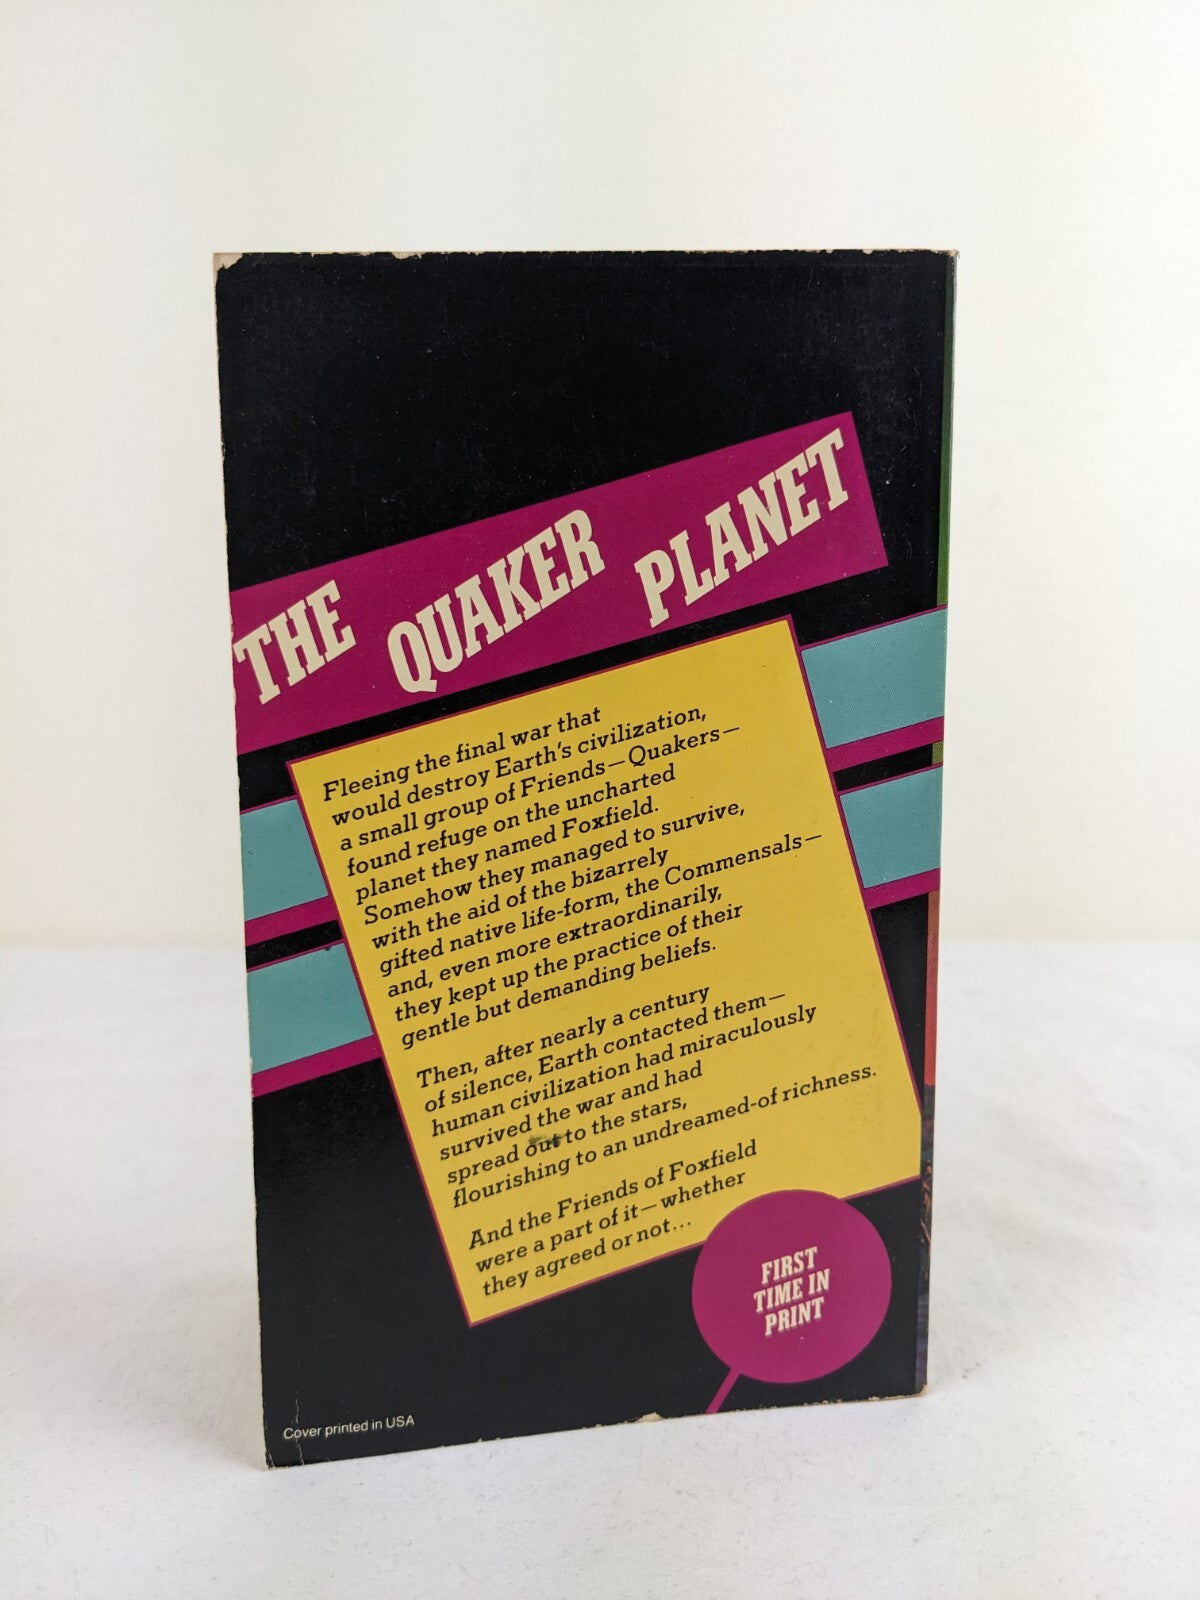 THE QUAKER PLANET
Fleeing the final war that
would destroy Earth's civilization,
a small group of Friends—Quakers—
found refuge on the uncharted
planet they named Foxfield.
Somehow they managed to survive,
with the aid of the bizarrely
gifted native life-form, the Commensals—
and, even more extraordinarily,
they kept up the practice of their
gentle but demanding beliefs.
Then, after nearly a century
of silence, Earth contacted them—
human civilization had miraculously
survived the war and had
spread out to the stars,
flourishing to an undreamed-of richness.
And the Friends of Foxfield
were a part of it—whether
they agreed or not...
FIRST
TIME IN
PRINT
Cover printed in USA